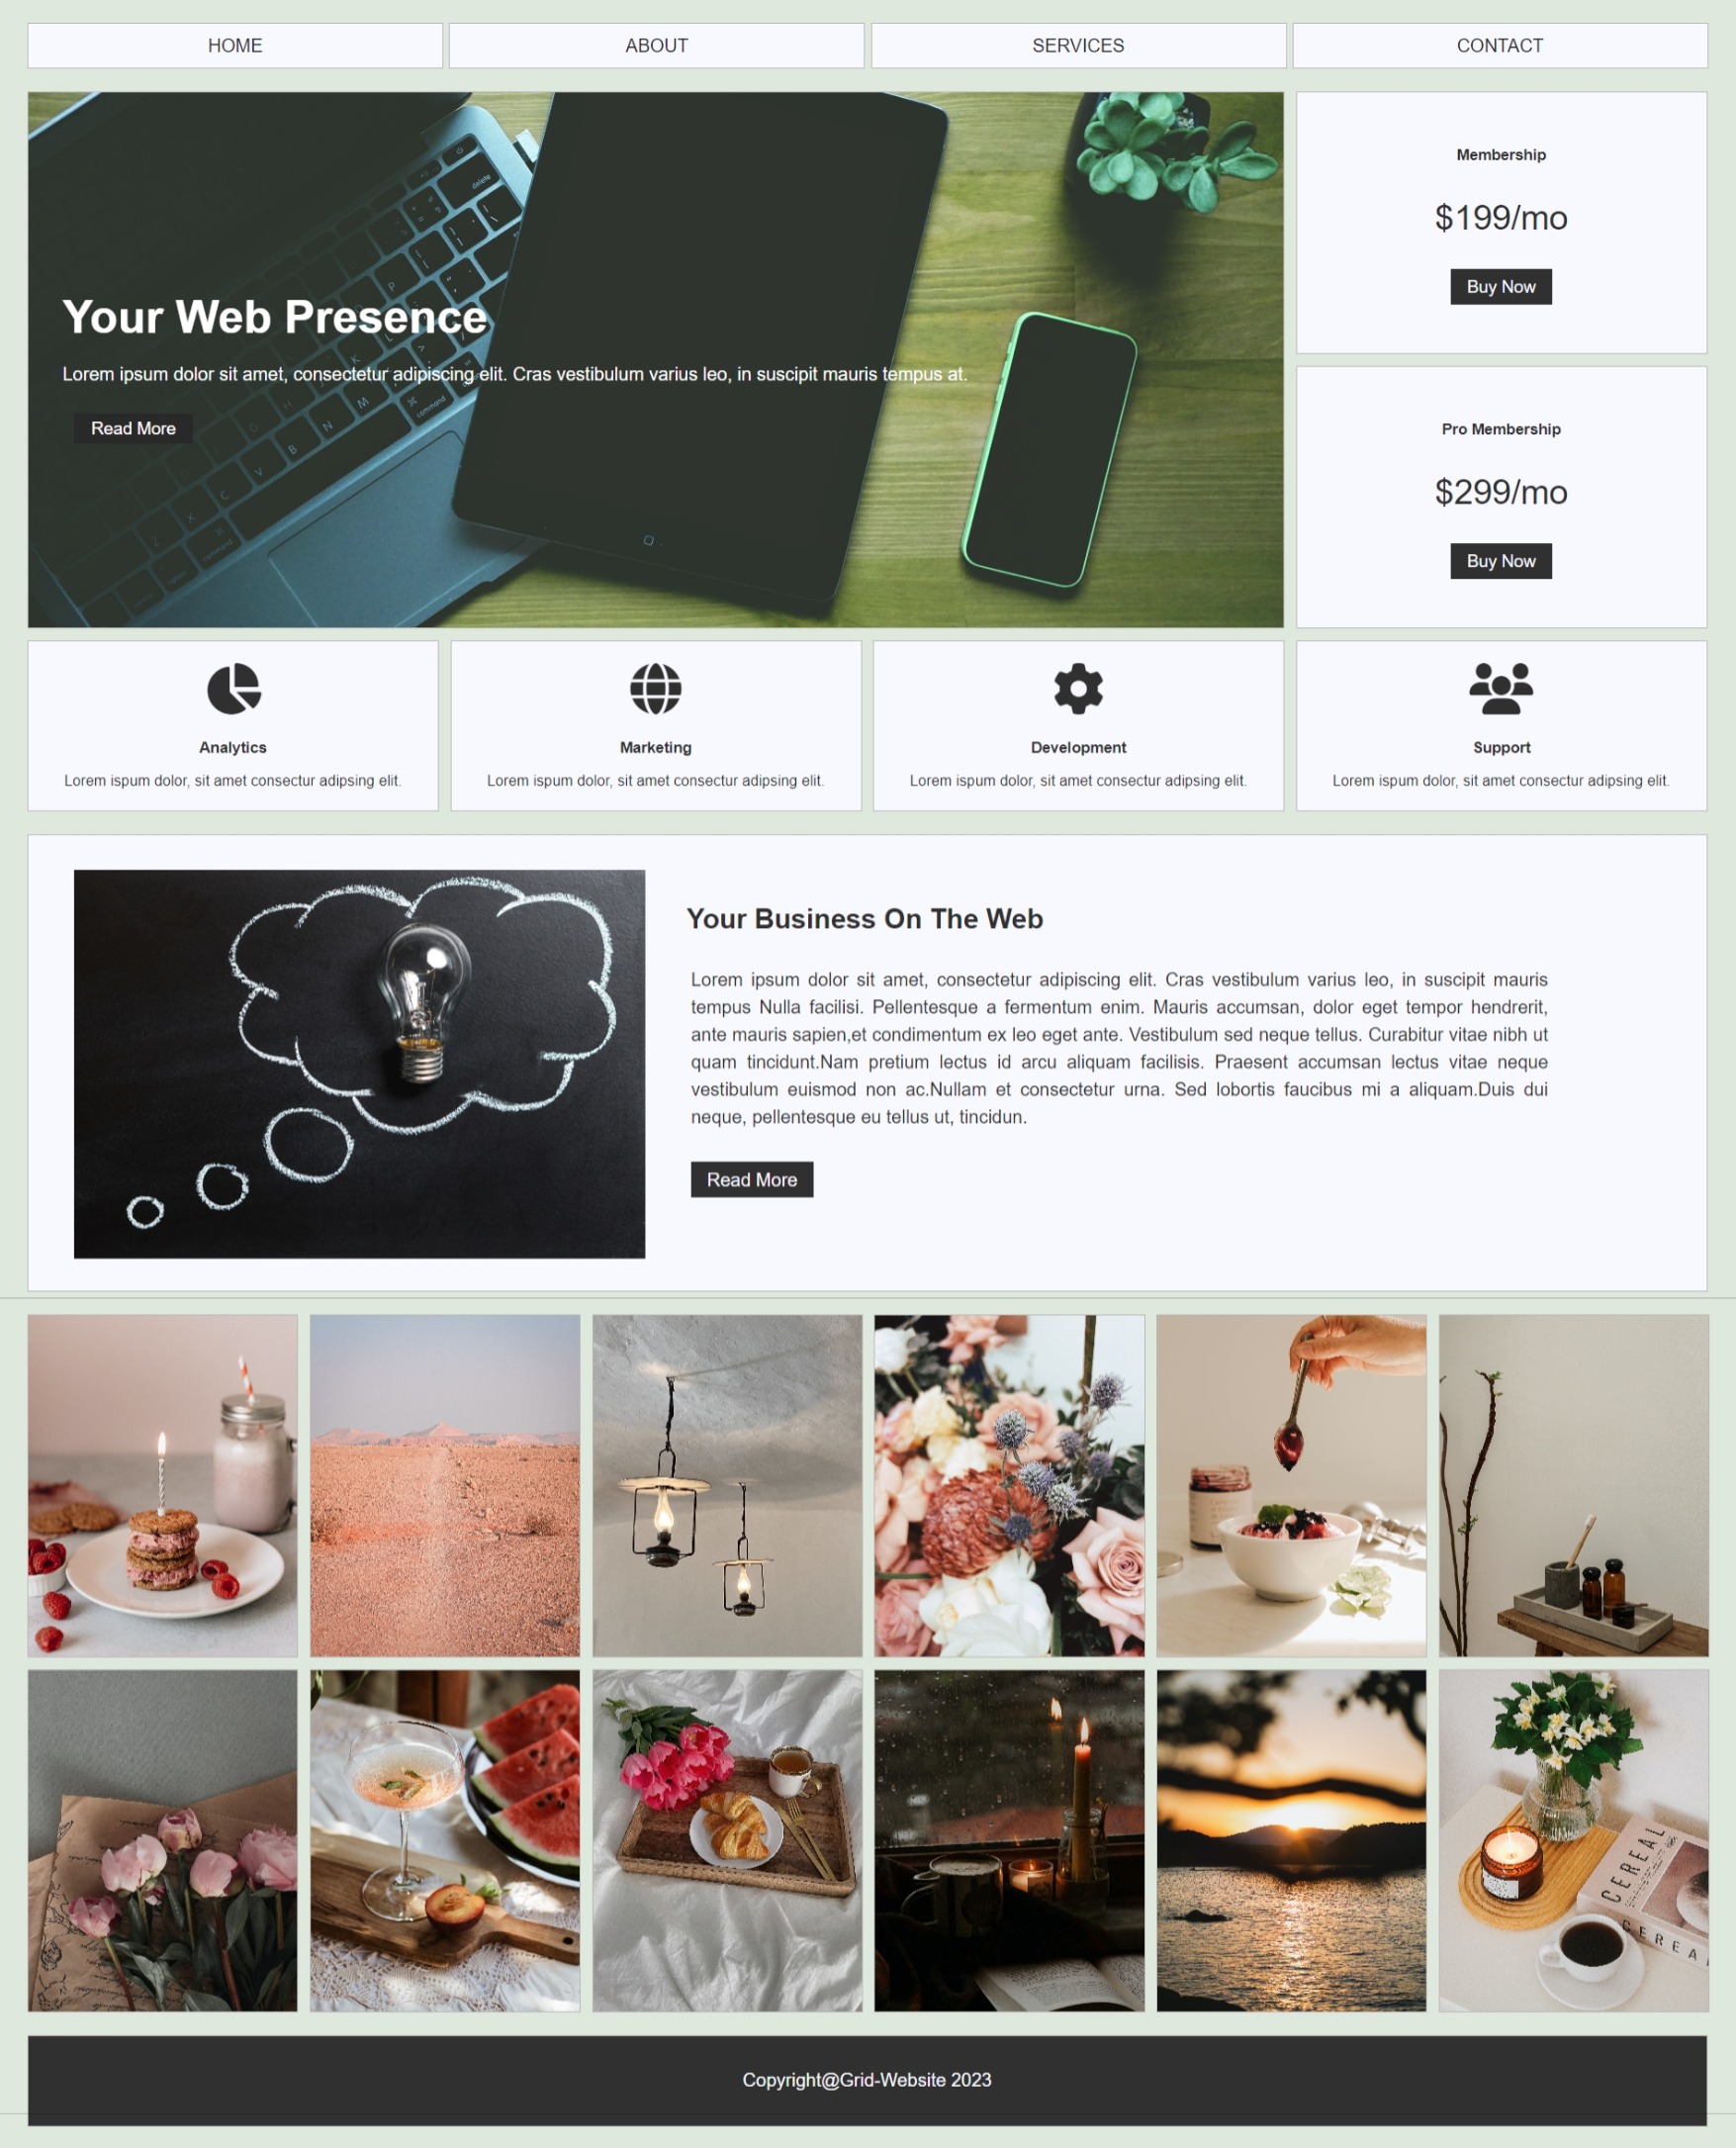 HOME
ABOUT
SERVICES
CONTACT
Your Web Presence
Lorem ipsum dolor sit amet, consectetur adipiscing elit. Cras vestibulum varius leo, in suscipit mauris tempus at.
Read More
Membership
$199/mo
Buy Now
Pro Membership
$299/mo
Buy Now
Analytics
Lorem ispum dolor, sit amet consectur adipsing elit.
Marketing
Lorem ispum dolor, sit amet consectur adipsing elit.
Development
Lorem ispum dolor, sit amet consectur adipsing elit.
Support
Lorem ispum dolor, sit amet consectur adipsing elit.
Your Business On The Web
Lorem ipsum dolor sit amet, consectetur adipiscing elit. Cras vestibulum varius leo, in suscipit mauris
tempus Nulla facilisi. Pellentesque a fermentum enim. Mauris accumsan, dolor eget tempor hendrerit,
ante mauris sapien,et condimentum ex leo eget ante. Vestibulum sed neque tellus. Curabitur vitae nibh ut
quam tincidunt.Nam pretium lectus id arcu aliquam facilisis. Praesent accumsan lectus vitae neque
vestibulum euismod non ac.Nullam et consectetur urna. Sed lobortis faucibus mi a aliquam.Duis dui
neque, pellentesque eu tellus ut, tincidun.
Read More
CEREAL
CEREA
Copyright@Grid-Website 2023